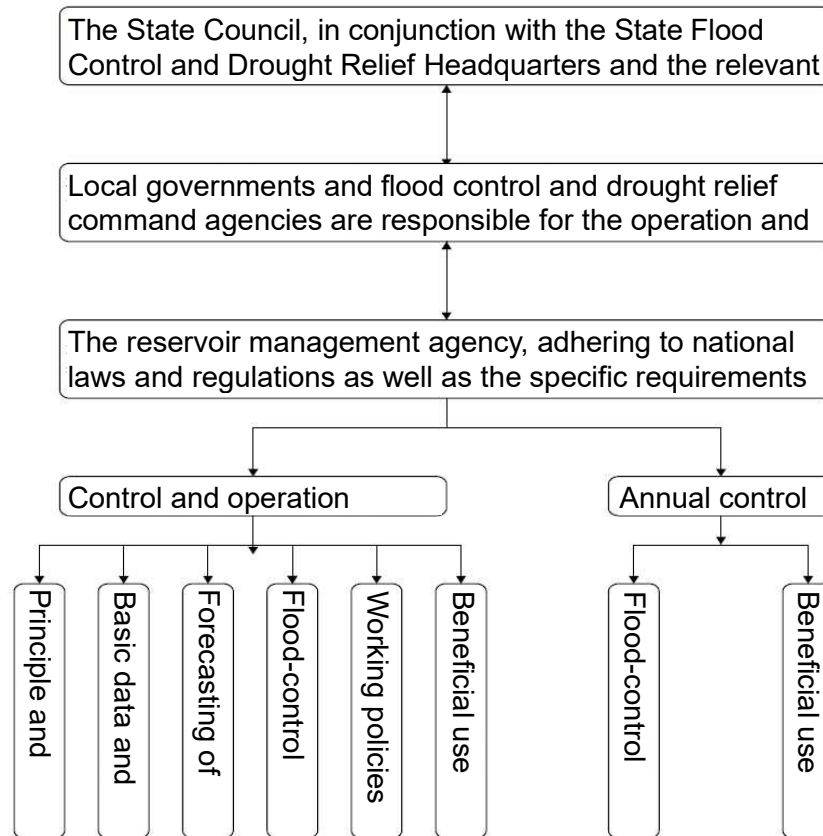 The State Council, in conjunction with the State Flood
Control and Drought Relief Headquarters and the relevant
Local governments and flood control and drought relief
command agencies are responsible for the operation and
The reservoir management agency, adhering to national
laws and regulations as well as the specific requirements
Control and operation
Annual control
Principle and
Basic data and
Forecasting of
Flood-control
Working policies
Beneficial use
Flood-control
Beneficial use